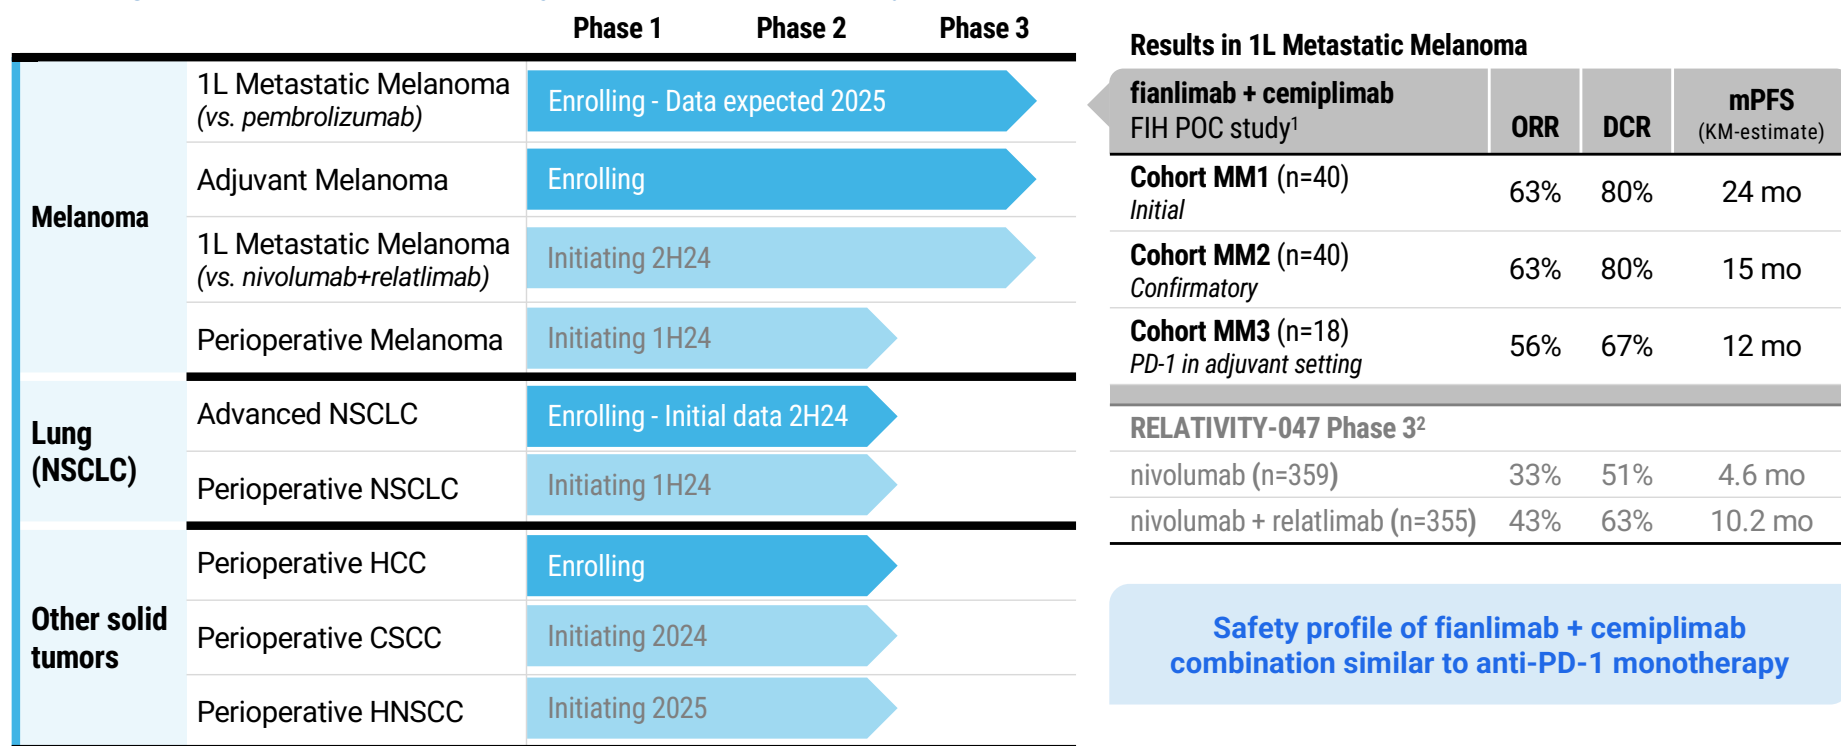 Phase 1 Phase 2 Phase 3
Melanoma
1L Metastatic Melanoma
(vs. pembrolizumab)
Enrolling - Data expected 2025
Adjuvant Melanoma
Enrolling
1L Metastatic Melanoma
(vs. nivolumab+relatlimab)
Initiating 2H24
Perioperative Melanoma
Initiating 1H24
Lung
(NSCLC)
Advanced NSCLC
Enrolling - Initial data 2H24
Perioperative NSCLC
Initiating 1H24
Other solid
tumors
Perioperative HCC
Enrolling
Perioperative CSCC
Initiating 2024
Perioperative HNSCC
Initiating 2025
Results in 1L Metastatic Melanoma
fianlimab + cemiplimab
FIH POC study¹
ORR DCR mPFS
(KM-estimate)
Cohort MM1 (n=40)
Initial
63% 80% 24 mo
Cohort MM2 (n=40)
Confirmatory
63% 80% 15 mo
Cohort MM3 (n=18)
PD-1 in adjuvant setting
56% 67% 12 mo
RELATIVITY-047 Phase 3²
nivolumab (n=359) 33% 51% 4.6 mo
nivolumab + relatlimab (n=355) 43% 63% 10.2 mo
Safety profile of fianlimab + cemiplimab
combination similar to anti-PD-1 monotherapy